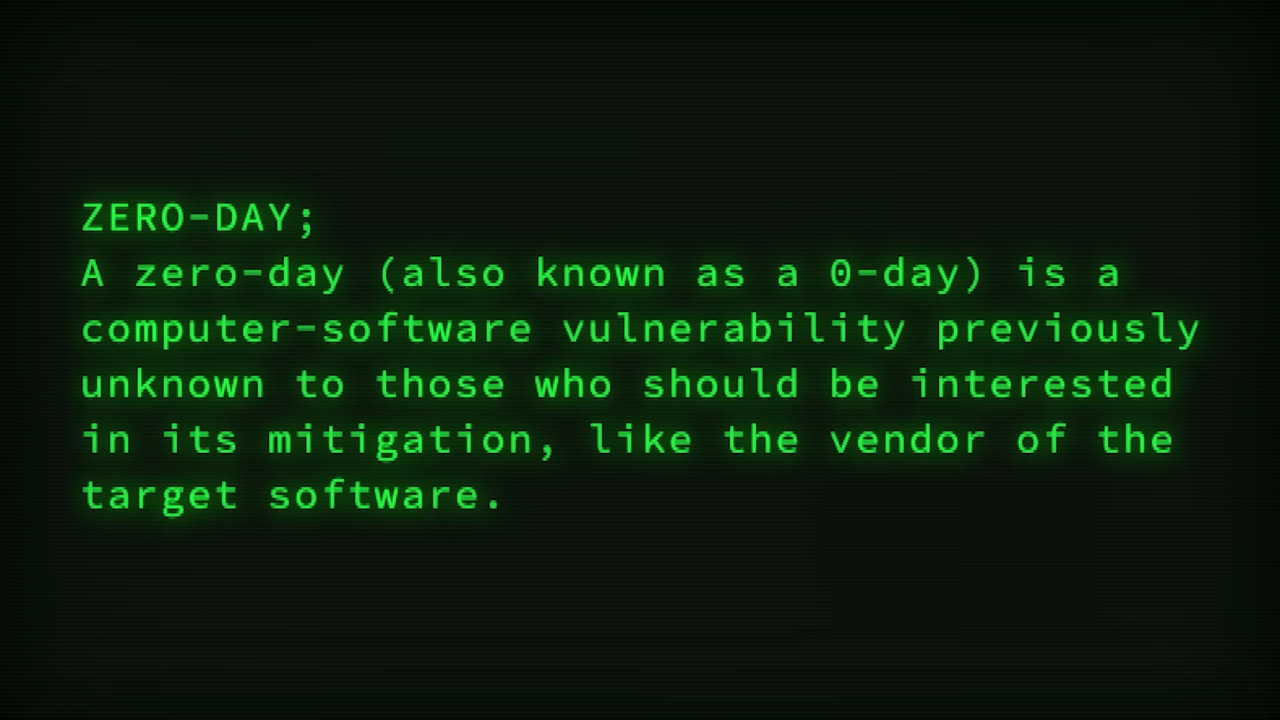 ZERO-DAY;
A zero-day (also known as a 0-day) is a
computer-software vulnerability previously
unknown to those who should be interested
in its mitigation, like the vendor of the
target software.